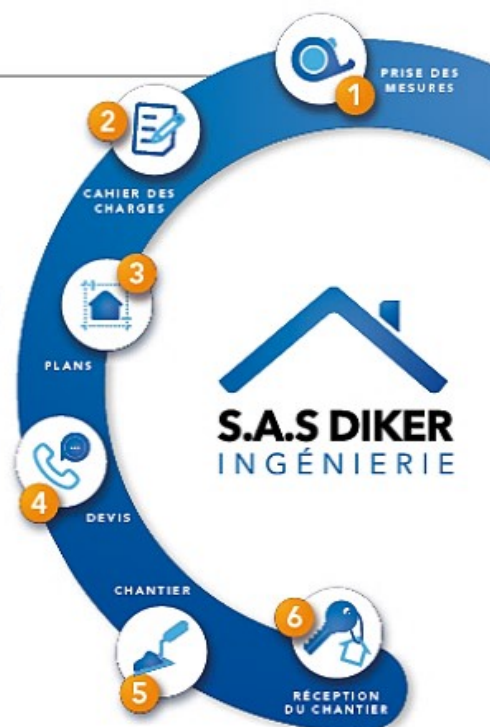 1
PRISE DES
MESURES
2
CAHIER DES
CHARGES
3
PLANS
S.A.S DIKER
INGÉNIERIE
4
DEVIS
CHANTIER
5
6
RÉCEPTION
DU CHANTIER